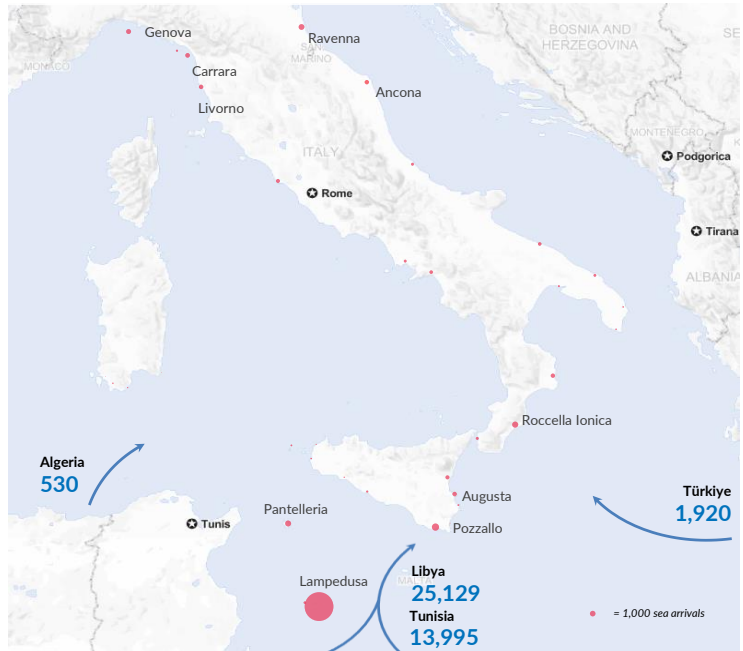 Genova
Ravenna
BOSNIA AND
HERZEGOVINA
SE
SAN
MARINO
MONACO
Carrara
Ancona
Livorno
MONTENEGRO
K
ITALY
Podgorica
Rome
Tirana
ALBANIA
Roccella Ionica
Algeria
530
Türkiye
1,920
Augusta
Pantelleria
Tunis
Pozzallo
Lampedusa
Libya
25,129
MALTA
Tunisia
13,995
= 1,000 sea arrivals